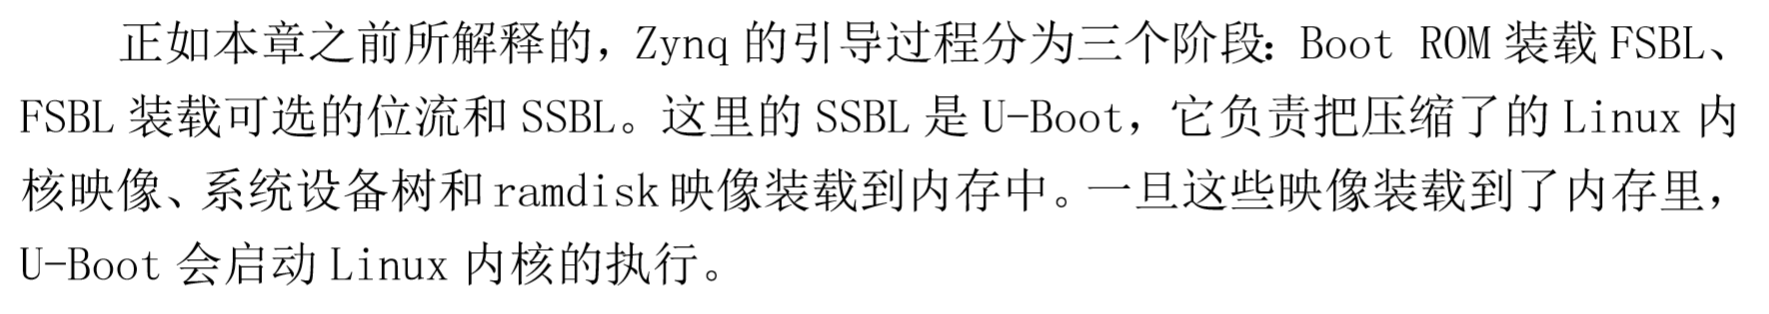 正如本章之前所解释的，Zynq 的引导过程分为三个阶段：Boot ROM 装载 FSBL、
FSBL 装载可选的位流和 SSBL。这里的 SSBL 是 U-Boot，它负责把压缩了的 Linux 内
核映像、系统设备树和 ramdisk 映像装载到内存中。一旦这些映像装载到了内存里，
U-Boot 会启动 Linux 内核的执行。